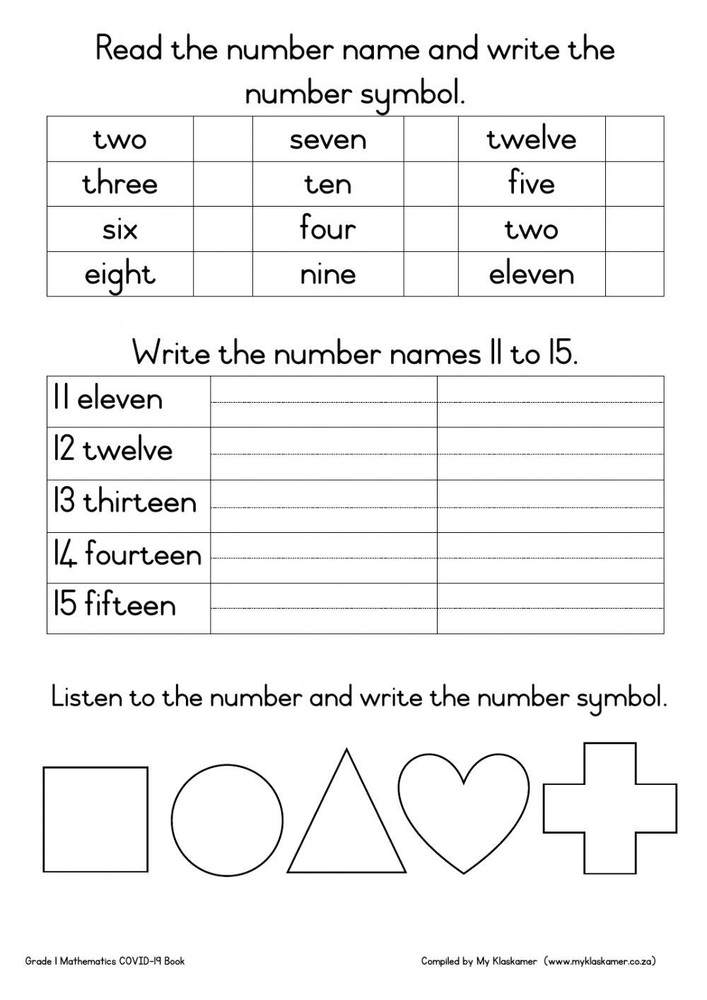 Read the number name and write the
number symbol.
two seven twelve
three ten five
six four two
eight nine eleven
Write the number names 11 to 15.
11 eleven
12 twelve
13 thirteen
14 fourteen
15 fifteen
Listen to the number and write the number symbol.
Grade 1 Mathematics COVID-19 Book Compiled by My Klaskamer (www.myklaskamer.co.za)